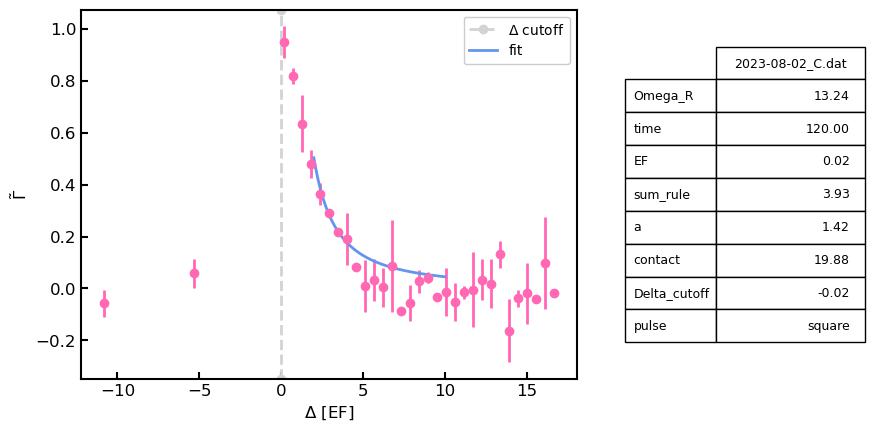 1.0
0.8
0.6
0.4
0.2
0.0
−0.2
Γ̃
−10
−5
0
5
10
15
Δ [EF]
Δ cutoff
fit
2023-08-02_C.dat
Omega_R 13.24
time 120.00
EF 0.02
sum_rule 3.93
a 1.42
contact 19.88
Delta_cutoff -0.02
pulse square